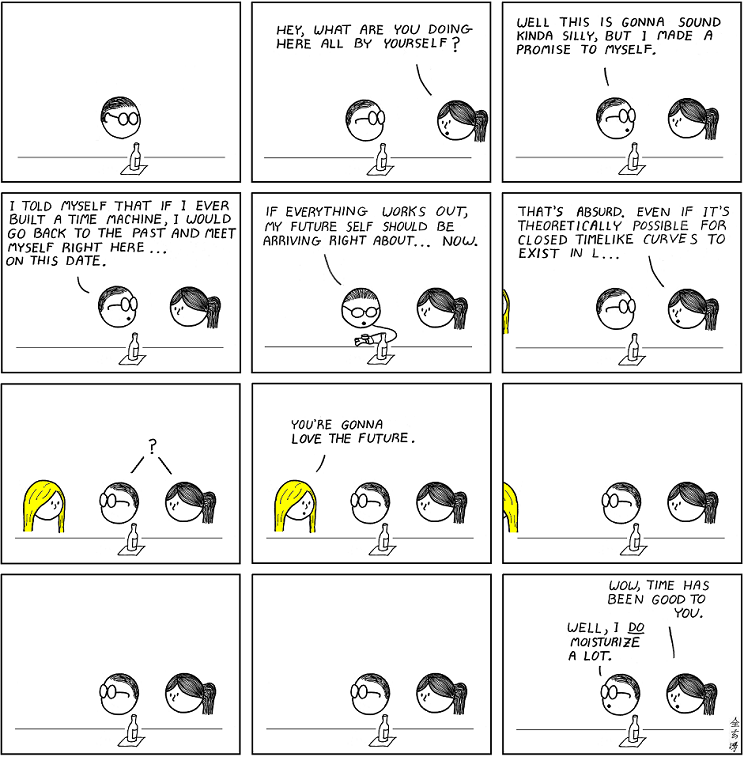 HEY, WHAT ARE YOU DOING
HERE ALL BY YOURSELF?
WELL THIS IS GONNA SOUND
KINDA SILLY, BUT I MADE A
PROMISE TO MYSELF.
I TOLD MYSELF THAT IF I EVER
BUILT A TIME MACHINE, I WOULD
GO BACK TO THE PAST AND MEET
MYSELF RIGHT HERE...
ON THIS DATE.
IF EVERYTHING WORKS OUT,
MY FUTURE SELF SHOULD BE
ARRIVING RIGHT ABOUT... NOW.
THAT'S ABSURD. EVEN IF IT'S
THEORETICALLY POSSIBLE FOR
CLOSED TIMELIKE CURVES TO
EXIST IN L...
?
YOU'RE GONNA
LOVE THE FUTURE.
WOW, TIME HAS
BEEN GOOD TO
YOU.
WELL, I DO
MOISTURIZE
A LOT.